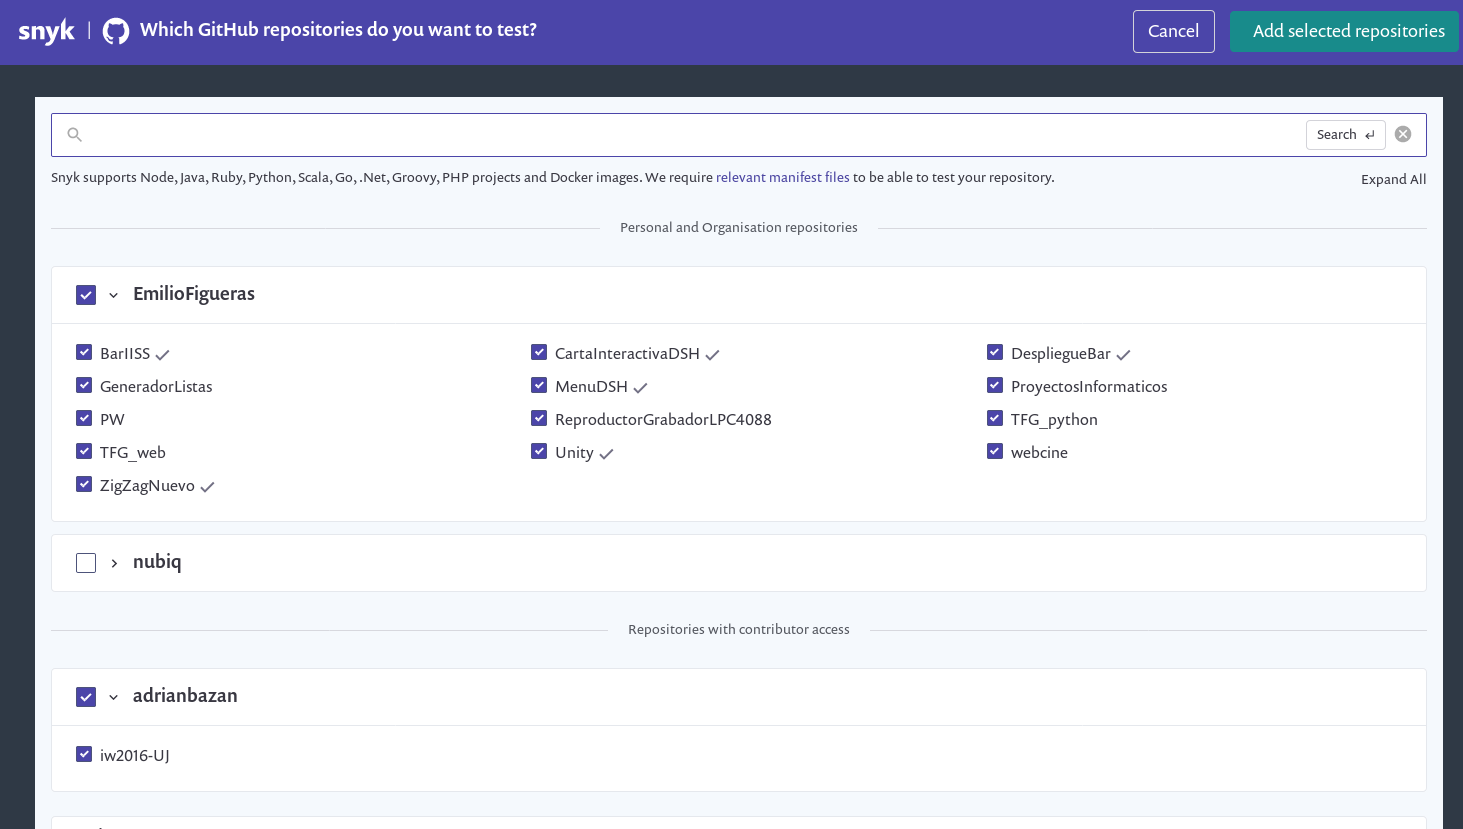 snyk | Which GitHub repositories do you want to test?
Cancel
Add selected repositories
Search
Snyk supports Node, Java, Ruby, Python, Scala, Go, .Net, Groovy, PHP projects and Docker images. We require relevant manifest files to be able to test your repository.
Expand All
Personal and Organisation repositories
EmilioFigueras
BarIISS
CartaInteractivaDSH
DespliegueBar
GeneradorListas
MenuDSH
ProyectosInformaticos
PW
ReproductorGrabadorLPC4088
TFG_python
TFG_web
Unity
webcine
ZigZagNuevo
nubiq
Repositories with contributor access
adrianbazan
iw2016-UJ